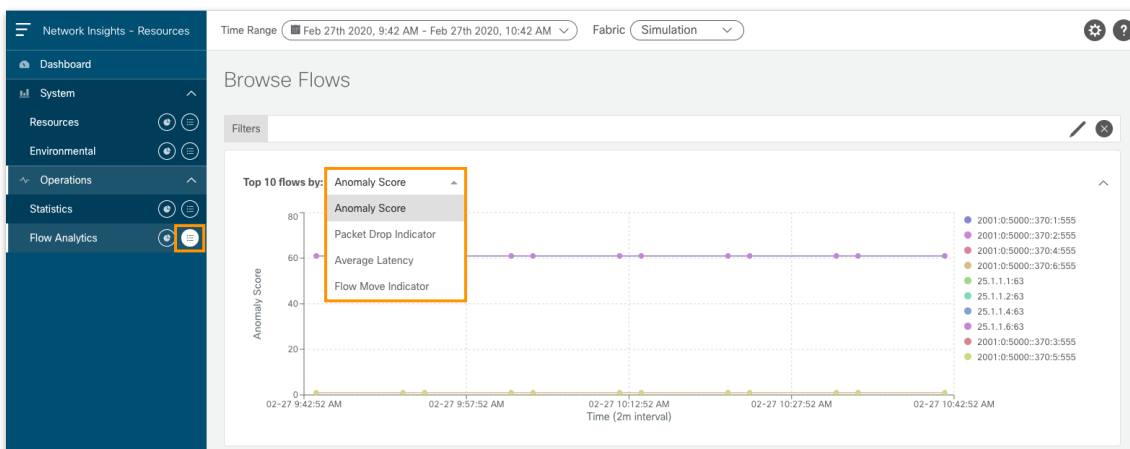 Network Insights - Resources
Time Range Feb 27th 2020, 9:42 AM - Feb 27th 2020, 10:42 AM Fabric Simulation
?
Dashboard
System
Resources
Environmental
Operations
Statistics
Flow Analytics
Browse Flows
Filters
Top 10 flows by: Anomaly Score
Anomaly Score
Packet Drop Indicator
Average Latency
Flow Move Indicator
Anomaly Score
80
60
40
20
0
02-27 9:42:52 AM 02-27 9:57:52 AM 02-27 10:12:52 AM 02-27 10:27:52 AM 02-27 10:42:52 AM
Time (2m interval)
2001:0:5000::370:1:555
2001:0:5000::370:2:555
2001:0:5000::370:4:555
2001:0:5000::370:6:555
25.1.1.1:63
25.1.1.2:63
25.1.1.4:63
25.1.1.6:63
2001:0:5000::370:3:555
2001:0:5000::370:5:555